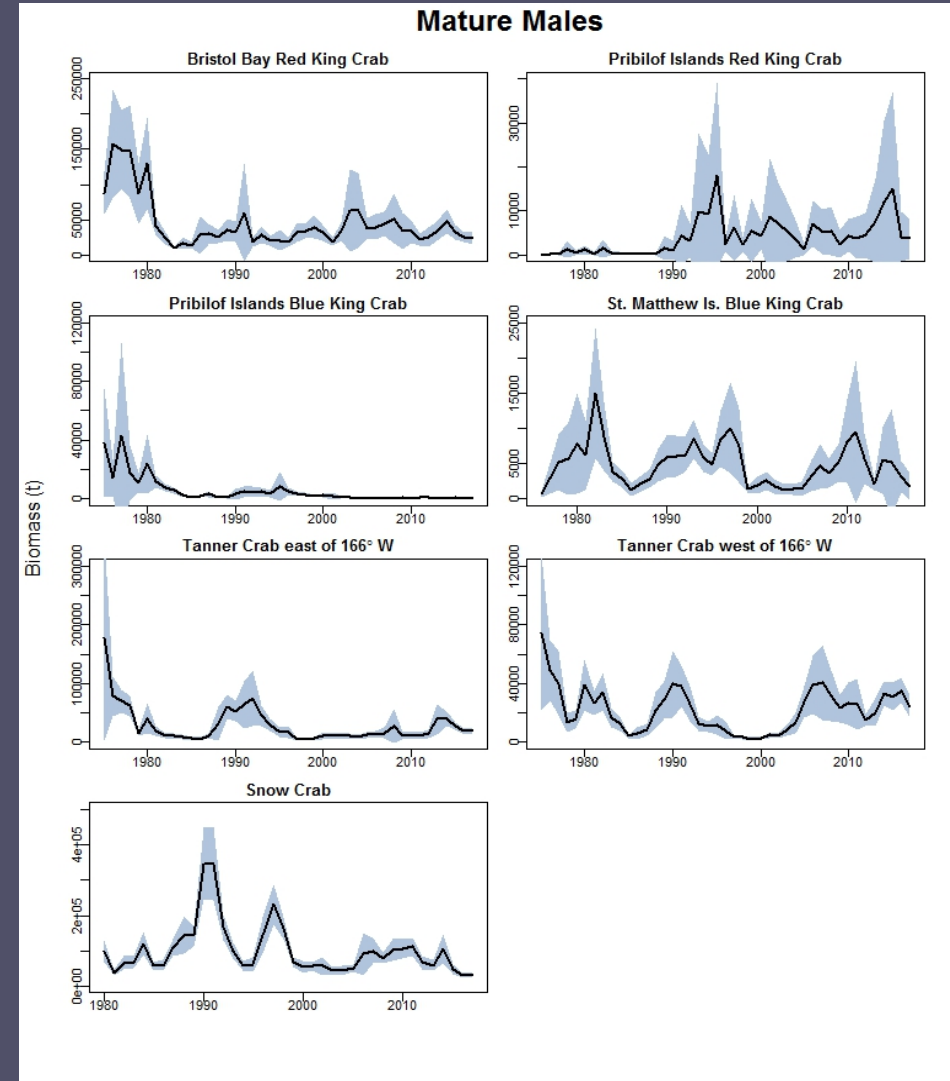 Mature Males
Bristol Bay Red King Crab
250000
150000
50000
0
1980 1990 2000 2010
Pribilof Islands Red King Crab
30000
10000
0
1980 1990 2000 2010
Pribilof Islands Blue King Crab
120000
80000
40000
0
1980 1990 2000 2010
St. Matthew Is. Blue King Crab
25000
15000
5000
0
1980 1990 2000 2010
Biomass (t)
Tanner Crab east of 166° W
300000
200000
100000
0
1980 1990 2000 2010
Tanner Crab west of 166° W
120000
80000
40000
0
1980 1990 2000 2010
Snow Crab
4e+05
2e+05
0e+00
1980 1990 2000 2010